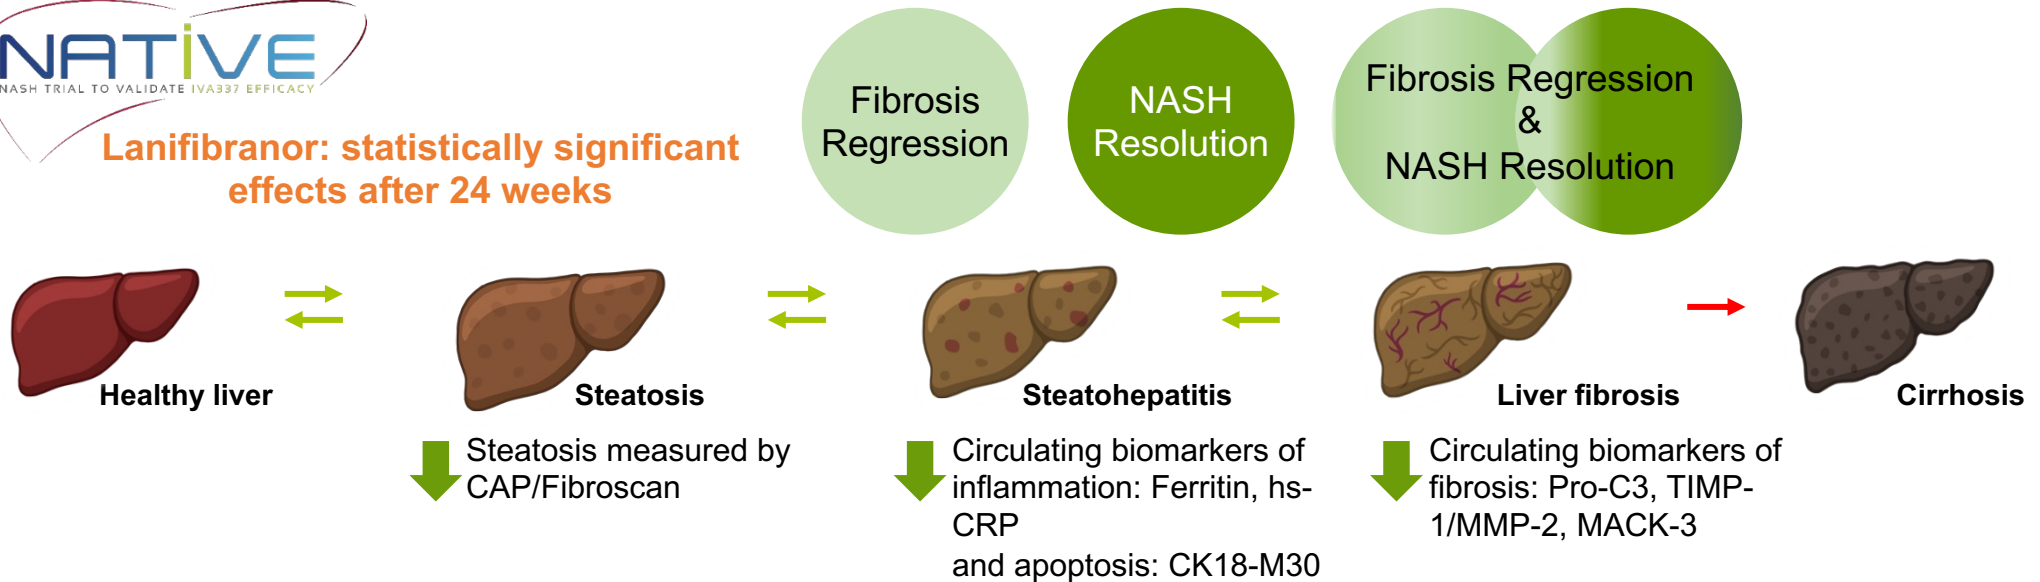 NATiVE
NASH TRIAL TO VALIDATE IVA337 EFFICACY
Lanifibranor: statistically significant
effects after 24 weeks
Fibrosis
Regression
NASH
Resolution
Fibrosis Regression
&
NASH Resolution
Healthy liver
Steatosis
Steatohepatitis
Liver fibrosis
Cirrhosis
Steatosis measured by
CAP/Fibroscan
Circulating biomarkers of
inflammation: Ferritin, hs-
CRP
and apoptosis: CK18-M30
Circulating biomarkers of
fibrosis: Pro-C3, TIMP-
1/MMP-2, MACK-3